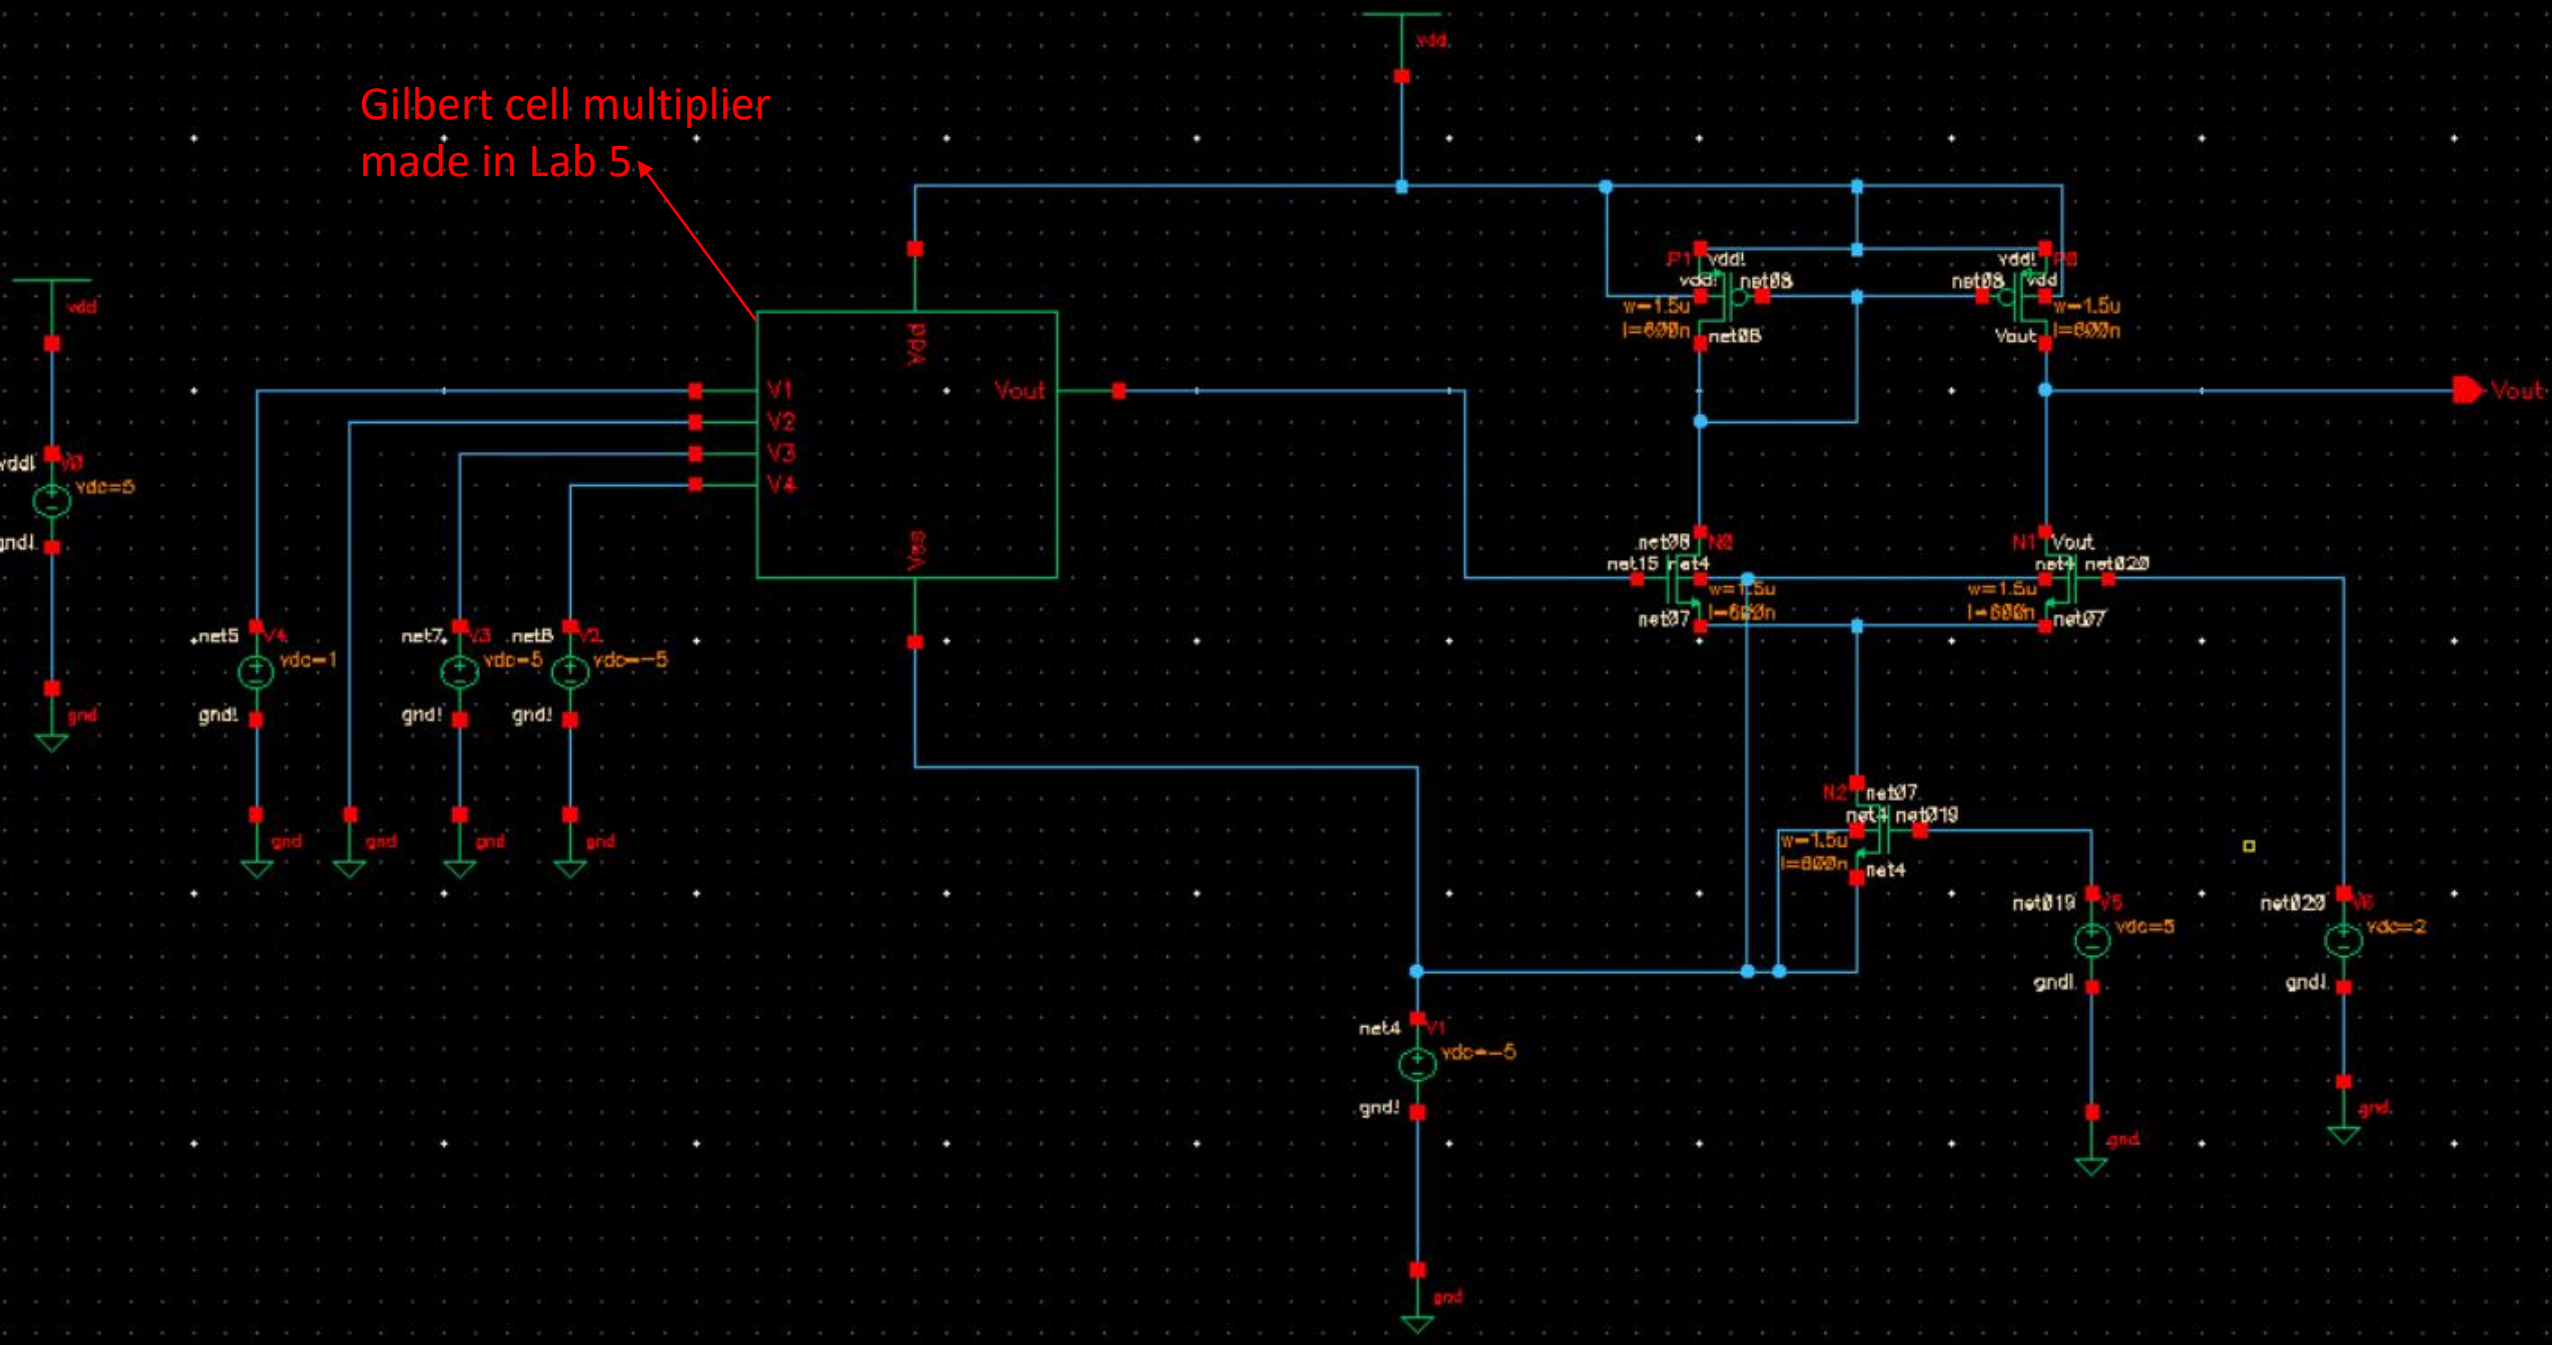 vdd
Gilbert cell multiplier
made in Lab 5
vdd
P1
vdd!
vdd!
P0
vdd!
net08
net08
vdd
w=1.5u
l=600n
net08
w=1.5u
l=600n
Vout
Vdd
V1
Vout
V2
V3
V4
Vout
vdd!
V0
vdc=5
gnd!
Vss
net08
N0
N1
Vout
net15
net4
net4
net020
w=1.5u
l=600n
w=1.5u
l=600n
net07
net07
net5
V4
vdc=1
net7
V3
vdc=5
net8
V2
vdc=-5
gnd
gnd!
gnd!
gnd!
N2
net07
net4
net019
w=1.5u
l=600n
net4
gnd
gnd
gnd
gnd
net019
V5
vdc=5
net020
V6
vdc=2
gnd!
gnd!
net4
V1
vdc=-5
gnd!
gnd
gnd
gnd